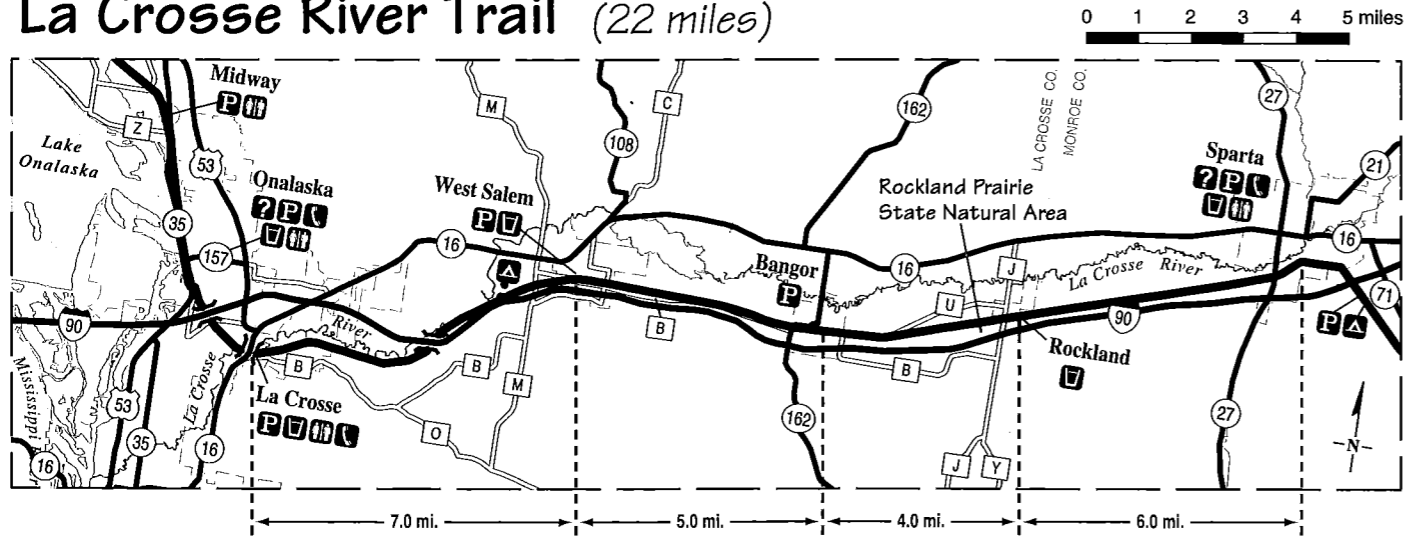 La Crosse River Trail (22 miles)
0 1 2 3 4 5 miles
Midway
P
Z
Lake
Onalaska
53
Onalaska
? P
35
157
M
C
108
West Salem
P
16
162
LA CROSSE CO.
MONROE CO.
Rockland Prairie
State Natural Area
27
Sparta
? P
21
16
Bangor
P
16
J
La Crosse River
U
71
P
90
River
B
90
Rockland
B
B
B
M
La Crosse
P
Mississippi
La Crosse
53
35
16
16
O
162
J
Y
27
N
7.0 mi.
5.0 mi.
4.0 mi.
6.0 mi.